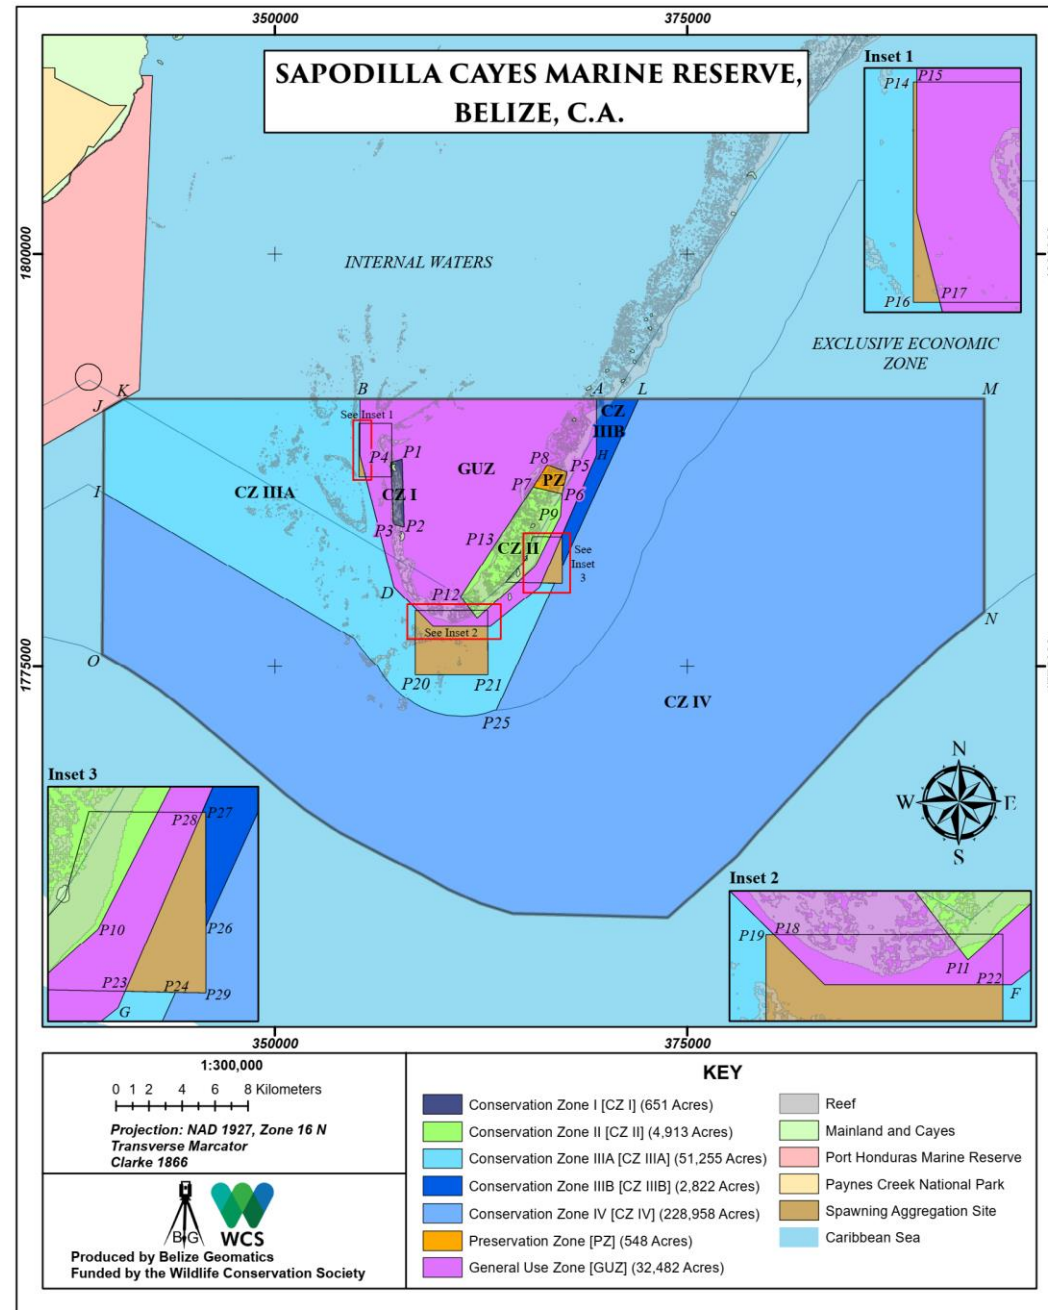 350000
375000
SAPODILLA CAYES MARINE RESERVE,
BELIZE, C.A.
Inset 1
P14
P15
P16
P17
1800000
INTERNAL WATERS
EXCLUSIVE ECONOMIC
ZONE
J
K
B
A
L
M
See Inset 1
CZ
IIIB
P4
P1
GUZ
P8
P5
H
PZ
P7
P6
I
CZ IIIA
CZ I
P9
P3
P2
P13
CZ II
See
Inset
3
D
P12
N
See Inset 2
O
1775000
P20
P21
P25
CZ IV
Inset 3
P28
P27
P10
P26
P23
P24
P29
G
N
W
E
S
Inset 2
P19
P18
P11
P22
F
350000
375000
1:300,000
0 1 2 4 6 8 Kilometers
Projection: NAD 1927, Zone 16 N
Transverse Marcator
Clarke 1866
B G
WCS
Produced by Belize Geomatics
Funded by the Wildlife Conservation Society
KEY
Conservation Zone I [CZ I] (651 Acres)
Conservation Zone II [CZ II] (4,913 Acres)
Conservation Zone IIIA [CZ IIIA] (51,255 Acres)
Conservation Zone IIIB [CZ IIIB] (2,822 Acres)
Conservation Zone IV [CZ IV] (228,958 Acres)
Preservation Zone [PZ] (548 Acres)
General Use Zone [GUZ] (32,482 Acres)
Reef
Mainland and Cayes
Port Honduras Marine Reserve
Paynes Creek National Park
Spawning Aggregation Site
Caribbean Sea